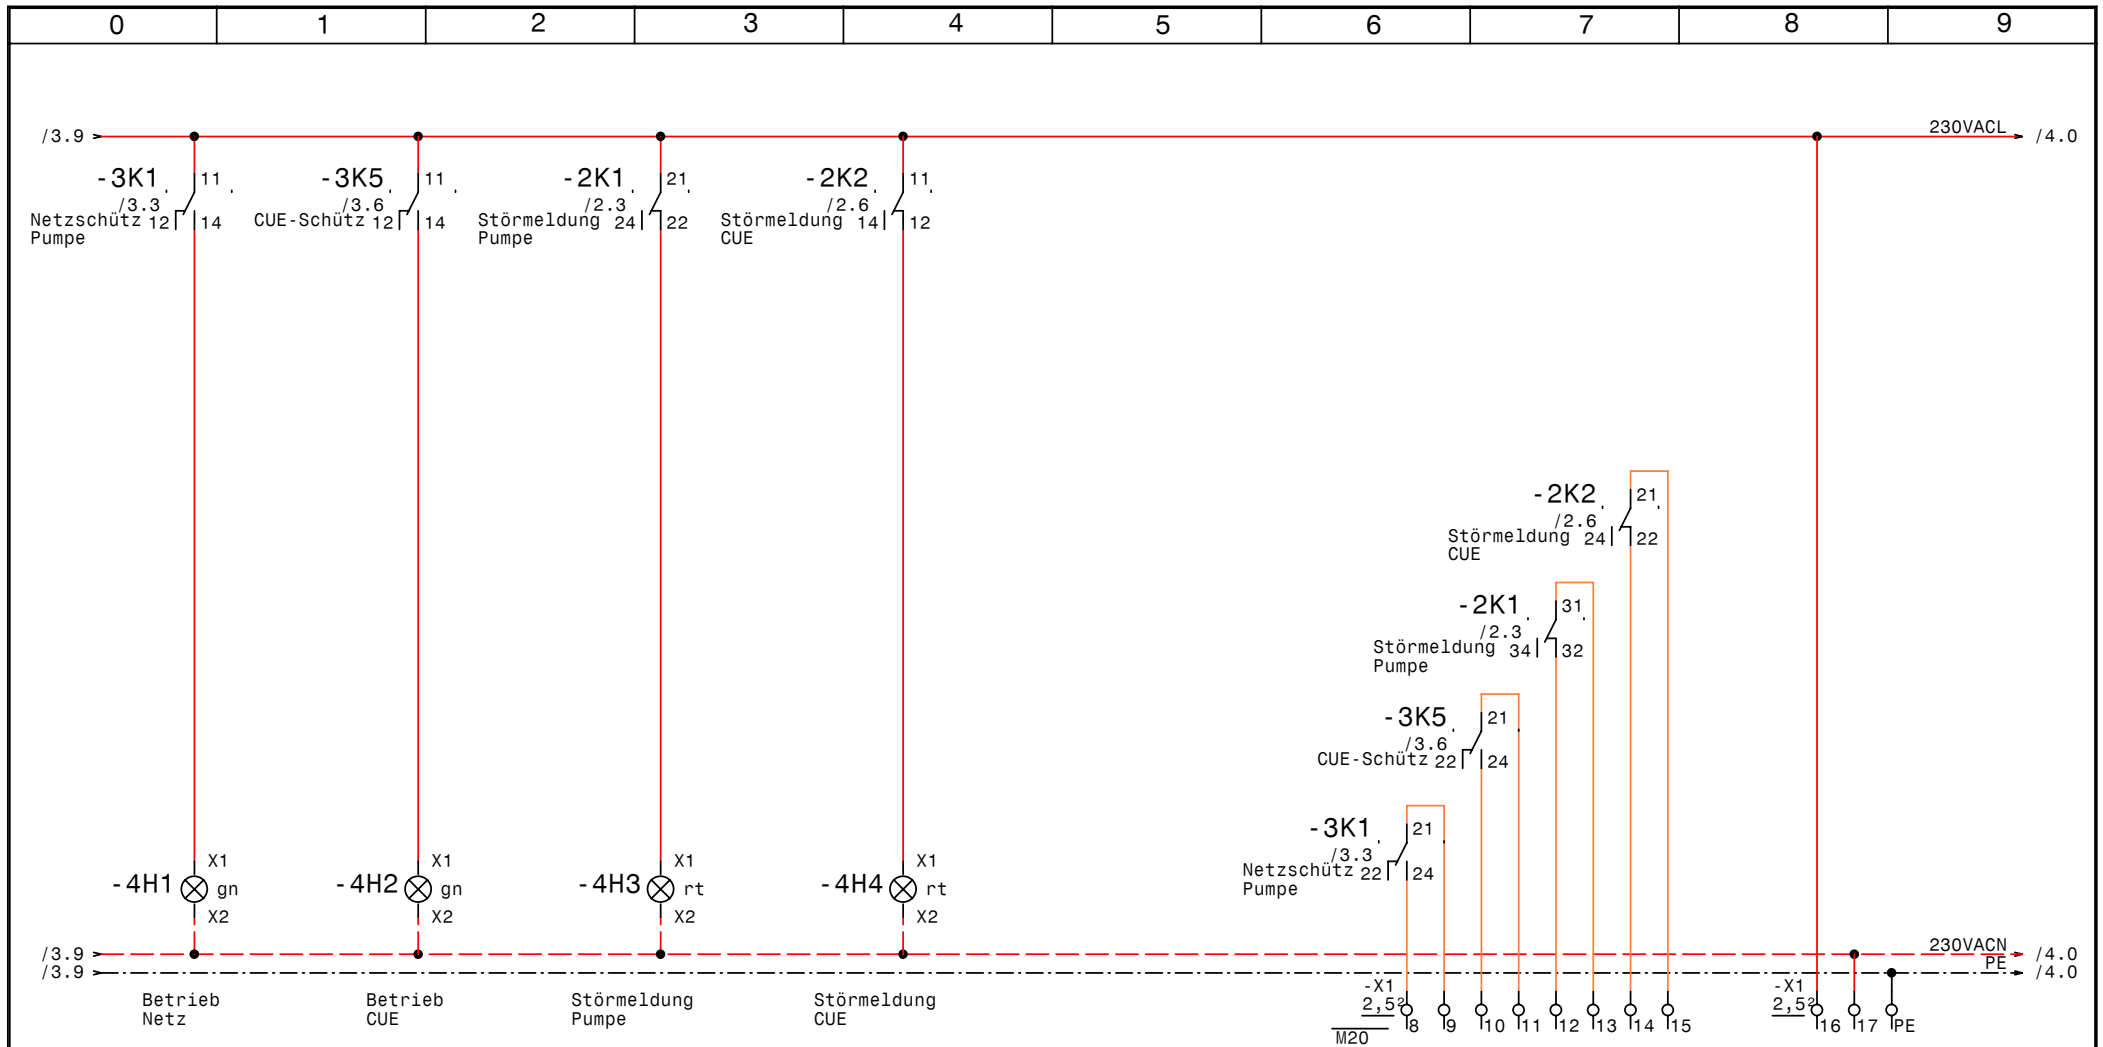 0 1 2 3 4 5 6 7 8 9
/3.9 230VACL /4.0
-3K1 11
/3.3
Netzschütz 12 14
Pumpe
-3K5 11
/3.6
CUE-Schütz 12 14
-2K1 21
/2.3
Störmeldung 24 22
Pumpe
-2K2 11
/2.6
Störmeldung 14 12
CUE
-2K2 21
/2.6
Störmeldung 24 22
CUE
-2K1 31
/2.3
Störmeldung 34 32
Pumpe
-3K5 21
/3.6
CUE-Schütz 22 24
-3K1 21
/3.3
Netzschütz 22 24
Pumpe
X1
-4H1 gn
X2
X1
-4H2 gn
X2
X1
-4H3 rt
X2
X1
-4H4 rt
X2
/3.9 230VACN /4.0
/3.9 PE /4.0
Betrieb
Netz
Betrieb
CUE
Störmeldung
Pumpe
Störmeldung
CUE
-X1
2,5²
8 9 10 11 12 13 14 15
M20
-X1
2,5²
16 17 PE